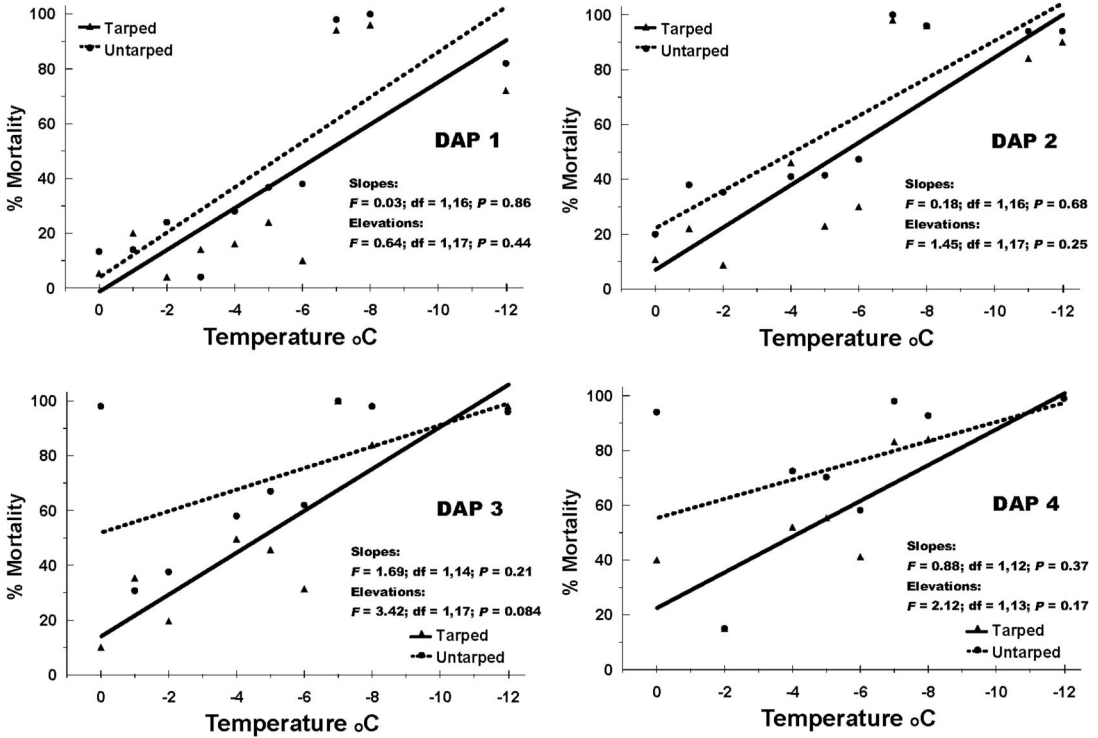 100
80
60
40
20
0
% Mortality
Tarped
Untarped
DAP 1
Slopes:
F = 0.03; df = 1,16; P = 0.86
Elevations:
F = 0.64; df = 1,17; P = 0.44
0 -2 -4 -6 -8 -10 -12
Temperature oC
100
80
60
40
20
0
% Mortality
Tarped
Untarped
DAP 2
Slopes:
F = 0.18; df = 1,16; P = 0.68
Elevations:
F = 1.45; df = 1,17; P = 0.25
0 -2 -4 -6 -8 -10 -12
Temperature oC
100
80
60
40
20
0
% Mortality
DAP 3
Slopes:
F = 1.69; df = 1,14; P = 0.21
Elevations:
F = 3.42; df = 1,17; P = 0.084
Tarped
Untarped
0 -2 -4 -6 -8 -10 -12
Temperature oC
100
80
60
40
20
0
% Mortality
DAP 4
Slopes:
F = 0.88; df = 1,12; P = 0.37
Elevations:
F = 2.12; df = 1,13; P = 0.17
Tarped
Untarped
0 -2 -4 -6 -8 -10 -12
Temperature oC